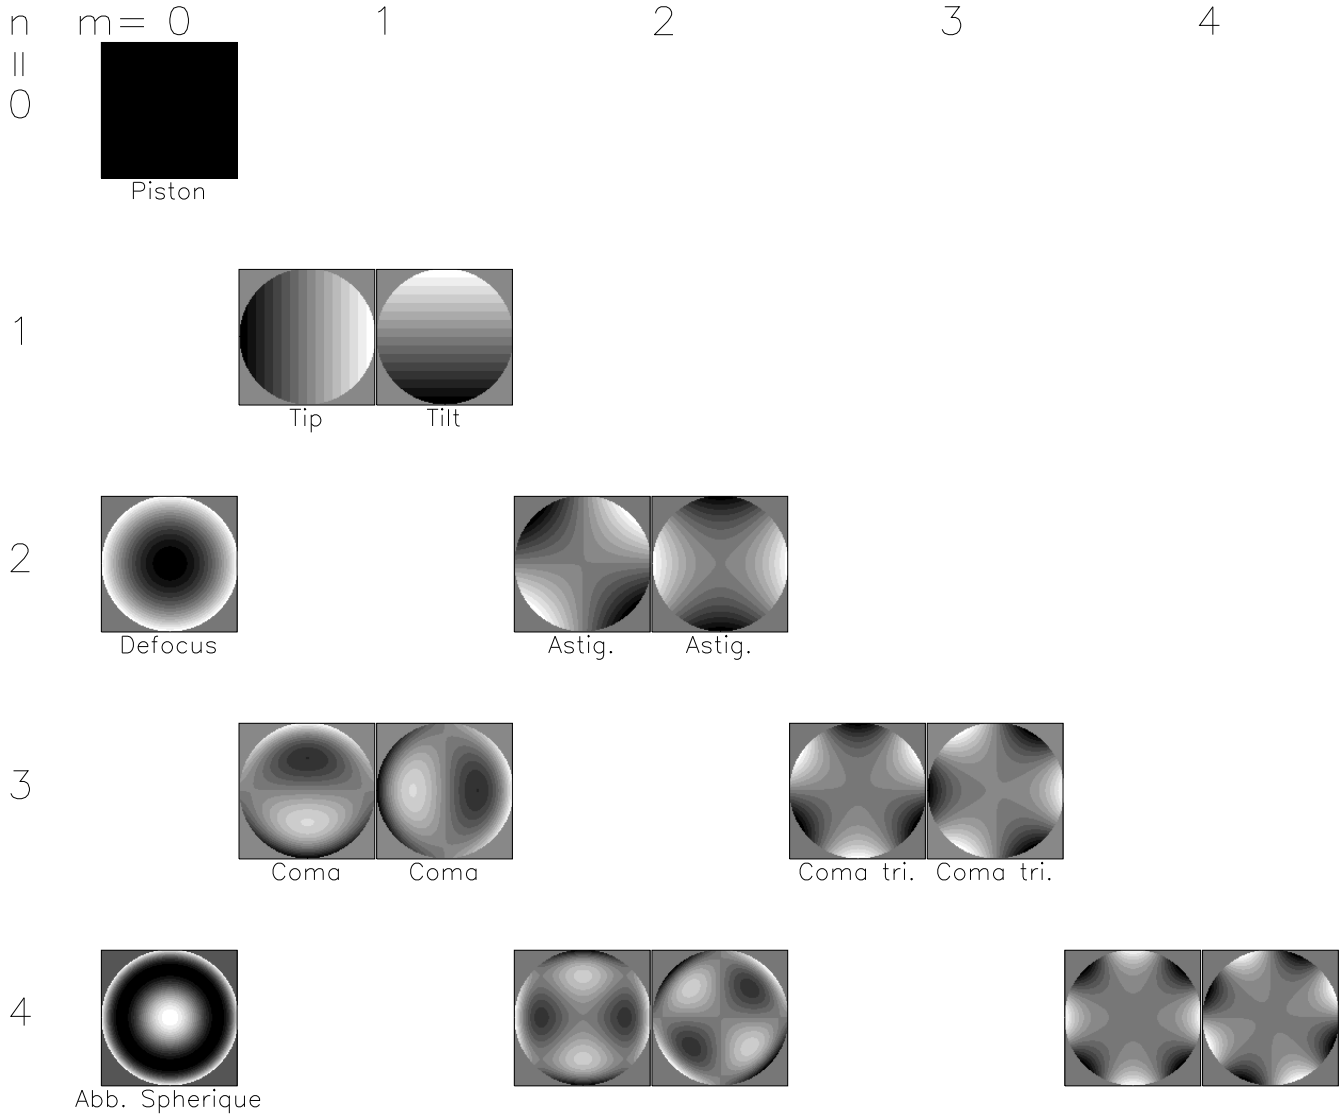 n m= 0 1 2 3 4
=
0
Piston
1
Tip Tilt
2
Defocus Astig. Astig.
3
Coma Coma Coma tri. Coma tri.
4
Abb. Spherique